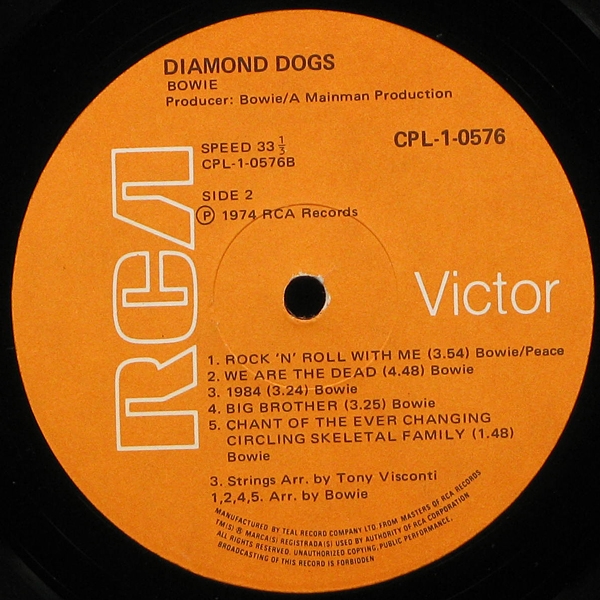 DIAMOND DOGS
BOWIE
Producer: Bowie/A Mainman Production
SPEED 33⅓
CPL-1-0576
CPL-1-0576B
SIDE 2
Ⓟ 1974 RCA Records
RCA
Victor
1. ROCK 'N' ROLL WITH ME (3.54) Bowie/Peace
2. WE ARE THE DEAD (4.48) Bowie
3. 1984 (3.24) Bowie
4. BIG BROTHER (3.25) Bowie
5. CHANT OF THE EVER CHANGING
CIRCLING SKELETAL FAMILY (1.48)
Bowie
3. Strings Arr. by Tony Visconti
1,2,4,5. Arr. by Bowie
MANUFACTURED BY TEAL RECORD COMPANY LTD. FROM MASTERS OF RCA RECORDS
TM(S) ® MARCA(S) REGISTRADA(S) USED BY AUTHORITY OF RCA CORPORATION
ALL RIGHTS RESERVED. UNAUTHORIZED COPYING, PUBLIC PERFORMANCE,
BROADCASTING OF THIS RECORD IS FORBIDDEN